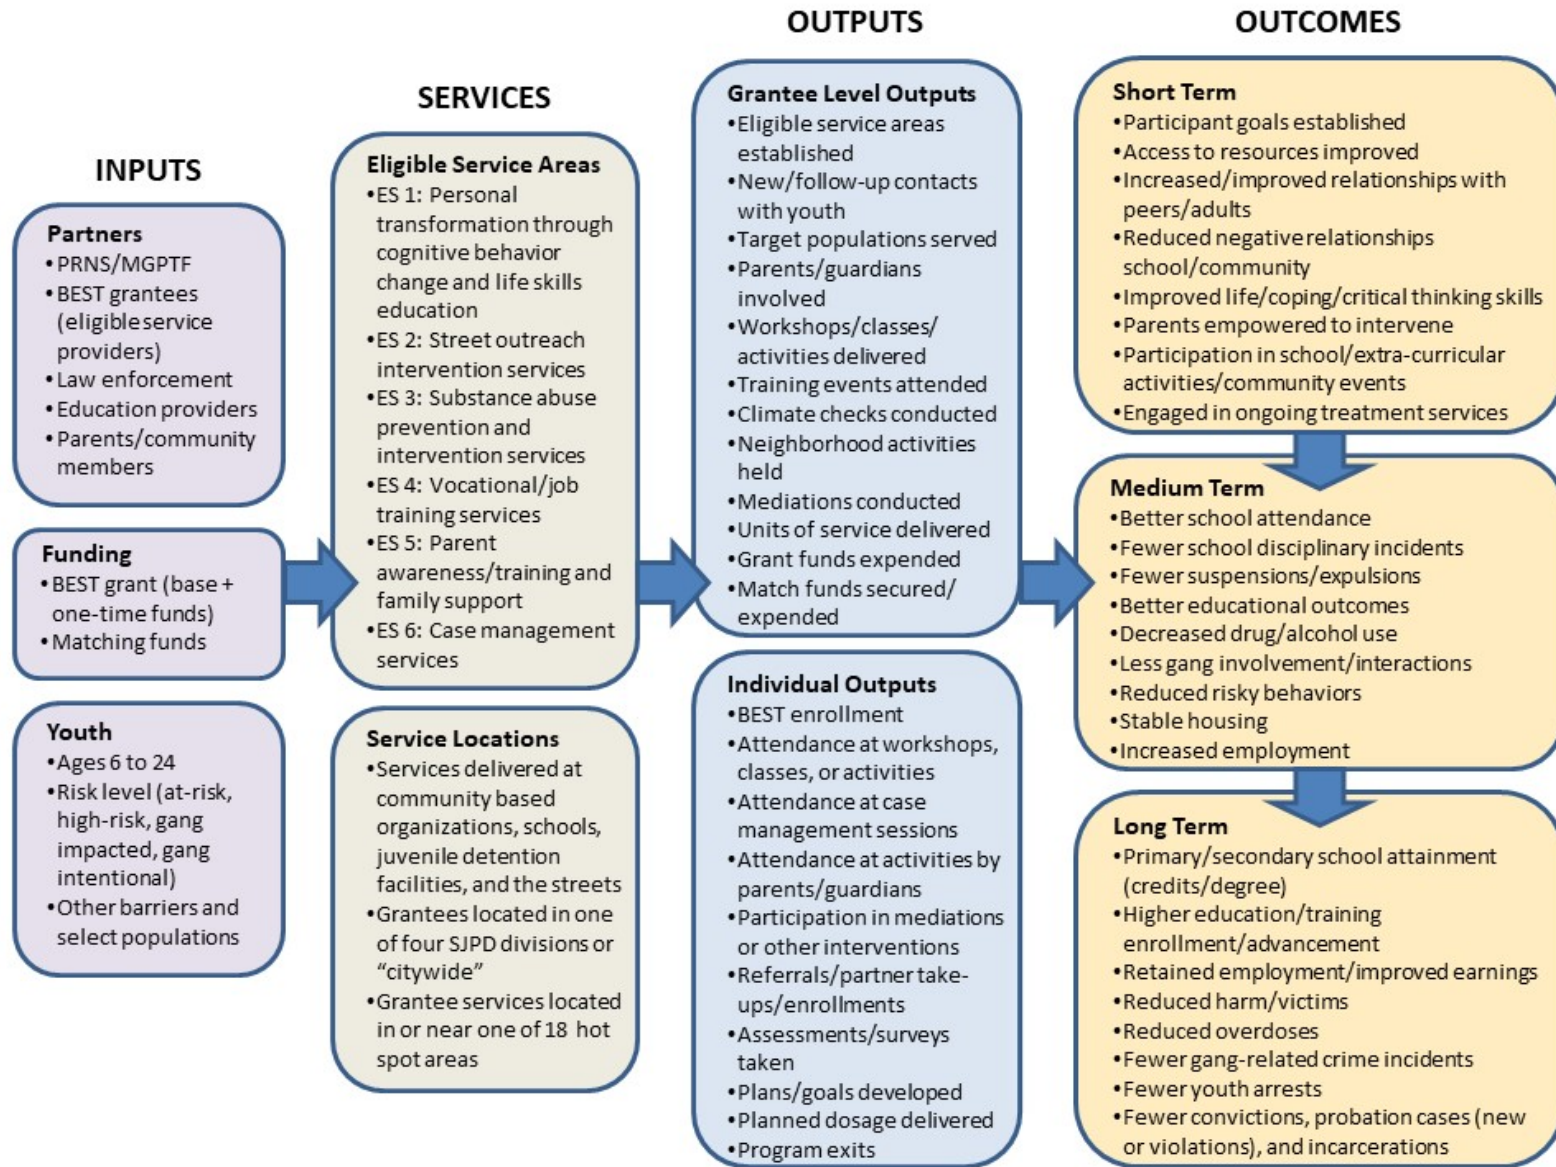 INPUTS
Partners
•PRNS/MGPTF
•BEST grantees
(eligible service
providers)
•Law enforcement
•Education providers
•Parents/community
members
Funding
•BEST grant (base +
one-time funds)
•Matching funds
Youth
•Ages 6 to 24
•Risk level (at-risk,
high-risk, gang
impacted, gang
intentional)
•Other barriers and
select populations
SERVICES
Eligible Service Areas
•ES 1: Personal
transformation through
cognitive behavior
change and life skills
education
•ES 2: Street outreach
intervention services
•ES 3: Substance abuse
prevention and
intervention services
•ES 4: Vocational/job
training services
•ES 5: Parent
awareness/training and
family support
•ES 6: Case management
services
Service Locations
•Services delivered at
community based
organizations, schools,
juvenile detention
facilities, and the streets
•Grantees located in one
of four SJPD divisions or
“citywide”
•Grantee services located
in or near one of 18 hot
spot areas
OUTPUTS
Grantee Level Outputs
•Eligible service areas
established
•New/follow-up contacts
with youth
•Target populations served
•Parents/guardians
involved
•Workshops/classes/
activities delivered
•Training events attended
•Climate checks conducted
•Neighborhood activities
held
•Mediations conducted
•Units of service delivered
•Grant funds expended
•Match funds secured/
expended
Individual Outputs
•BEST enrollment
•Attendance at workshops,
classes, or activities
•Attendance at case
management sessions
•Attendance at activities by
parents/guardians
•Participation in mediations
or other interventions
•Referrals/partner take-
ups/enrollments
•Assessments/surveys
taken
•Plans/goals developed
•Planned dosage delivered
•Program exits
OUTCOMES
Short Term
•Participant goals established
•Access to resources improved
•Increased/improved relationships with
peers/adults
•Reduced negative relationships
school/community
•Improved life/coping/critical thinking skills
•Parents empowered to intervene
•Participation in school/extra-curricular
activities/community events
•Engaged in ongoing treatment services
Medium Term
•Better school attendance
•Fewer school disciplinary incidents
•Fewer suspensions/expulsions
•Better educational outcomes
•Decreased drug/alcohol use
•Less gang involvement/interactions
•Reduced risky behaviors
•Stable housing
•Increased employment
Long Term
•Primary/secondary school attainment
(credits/degree)
•Higher education/training
enrollment/advancement
•Retained employment/improved earnings
•Reduced harm/victims
•Reduced overdoses
•Fewer gang-related crime incidents
•Fewer youth arrests
•Fewer convictions, probation cases (new
or violations), and incarcerations